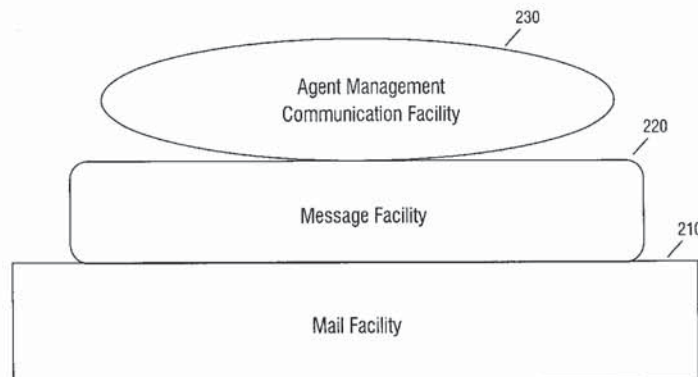 230
Agent Management
Communication Facility
220
Message Facility
210
Mail Facility